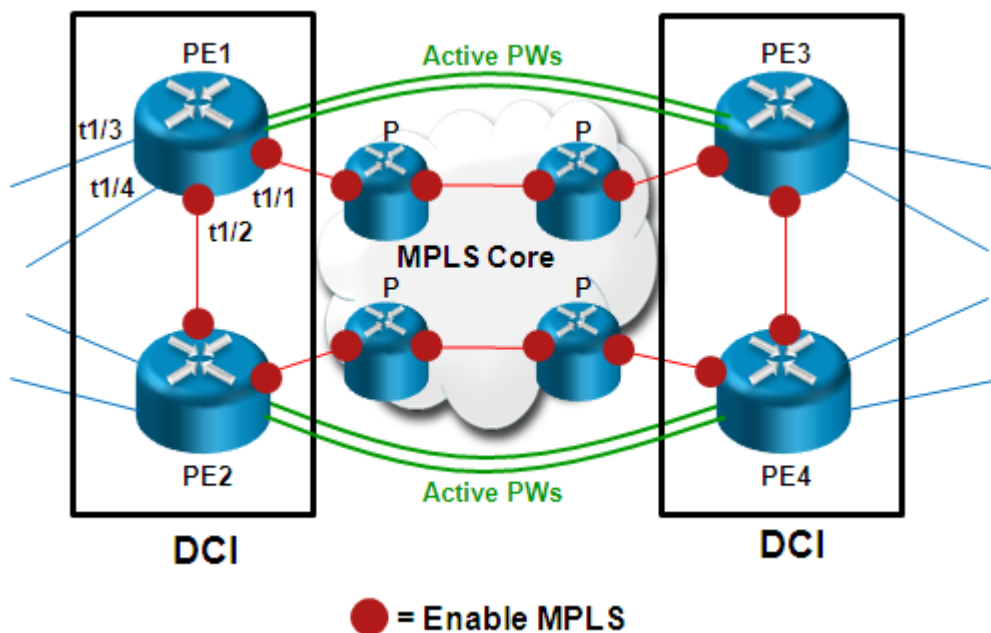 PE1
Active PWs
PE3
t1/3
P
P
t1/4
t1/1
t1/2
MPLS Core
P
P
PE2
Active PWs
PE4
DCI
DCI
= Enable MPLS